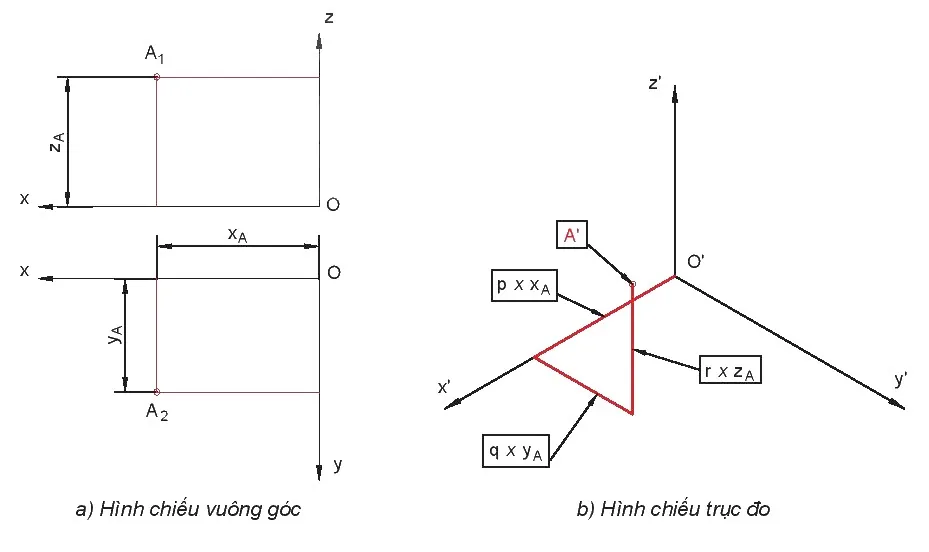 z
A1
zA
x
O
xA
x
O
yA
A2
y
a) Hình chiếu vuông góc
z'
A'
O'
p x xA
r x zA
x'
y'
q x yA
b) Hình chiếu trục đo